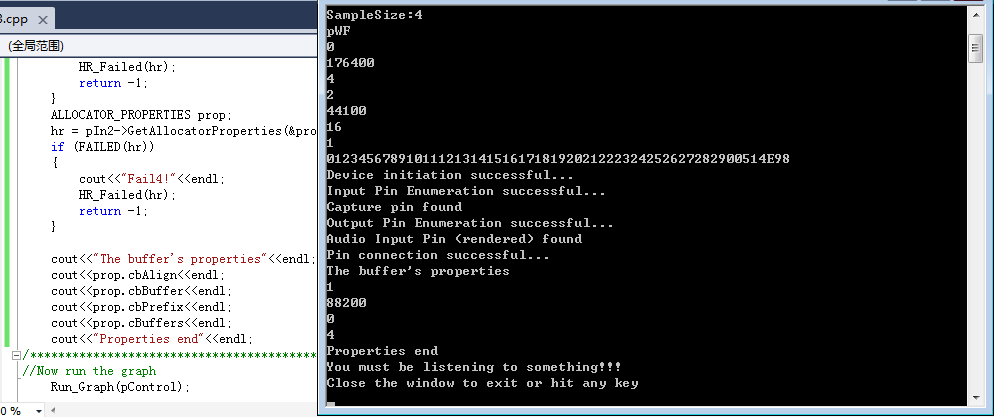 3.cpp ×
(全局范围)
HR_Failed(hr);
return -1;
}
ALLOCATOR_PROPERTIES prop;
hr = pIn2->GetAllocatorProperties(&pro
if (FAILED(hr))
{
cout<<"Fail4!"<<endl;
HR_Failed(hr);
return -1;
}
cout<<"The buffer's properties"<<endl;
cout<<prop.cbAlign<<endl;
cout<<prop.cbBuffer<<endl;
cout<<prop.cbPrefix<<endl;
cout<<prop.cBuffers<<endl;
cout<<"Properties end"<<endl;
/*****************************************
//Now run the graph
Run_Graph(pControl);
0 %
SampleSize:4
pWF
0
176400
4
2
44100
16
1
01234567891011121314151617181920212223242526272829 00514E98
Device initiation successful...
Input Pin Enumeration successful...
Capture pin found
Output Pin Enumeration successful...
Audio Input Pin (rendered) found
Pin connection successful...
The buffer's properties
1
88200
0
4
Properties end
You must be listening to something!!!
Close the window to exit or hit any key